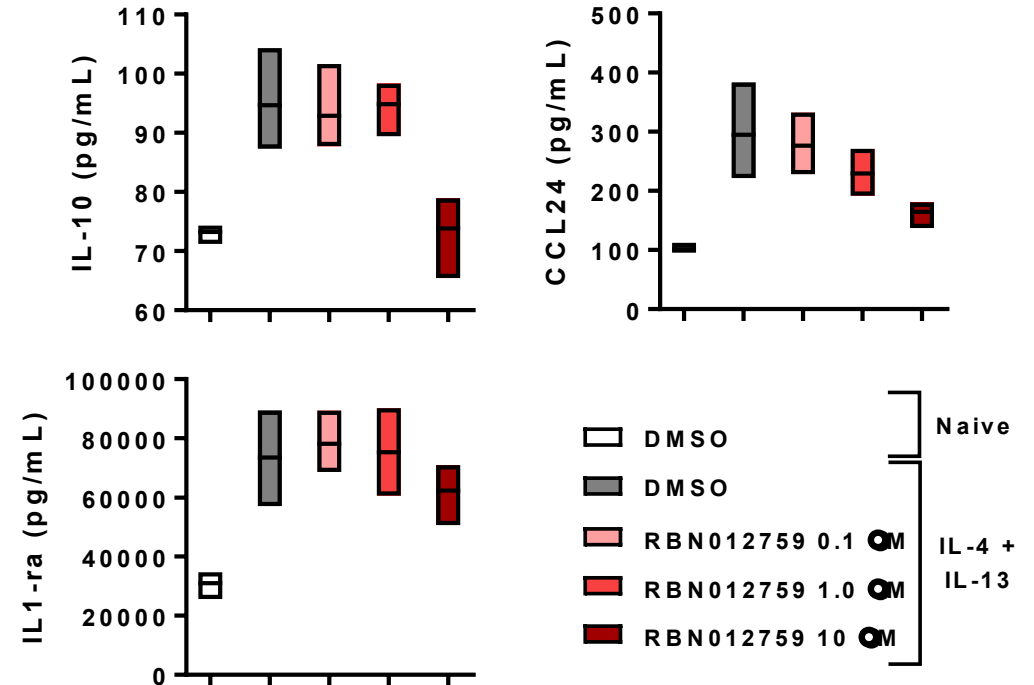 IL-10 (pg/mL)
110
100
90
80
70
60
CCL24 (pg/mL)
500
400
300
200
100
0
IL1-ra (pg/mL)
100000
80000
60000
40000
20000
0
DMSO
Naive
DMSO
RBN012759 0.1 M
RBN012759 1.0 M
RBN012759 10 M
IL-4 +
IL-13